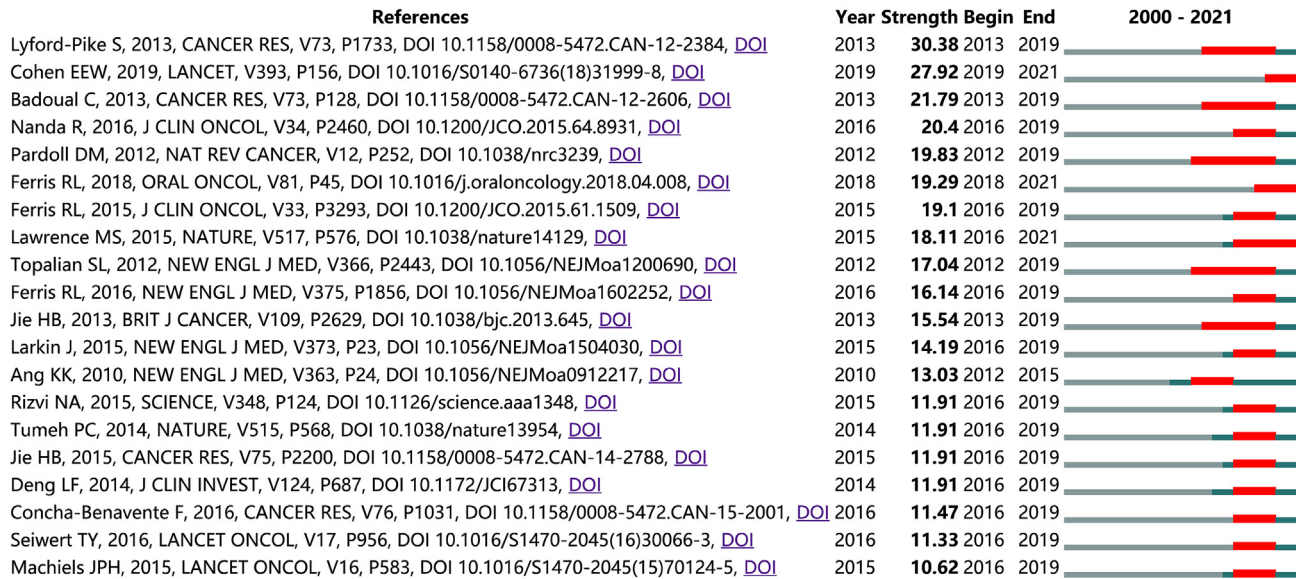 References Year Strength Begin End 2000 - 2021
Lyford-Pike S, 2013, CANCER RES, V73, P1733, DOI 10.1158/0008-5472.CAN-12-2384, DOI 2013 30.38 2013 2019
Cohen EEW, 2019, LANCET, V393, P156, DOI 10.1016/S0140-6736(18)31999-8, DOI 2019 27.92 2019 2021
Badoual C, 2013, CANCER RES, V73, P128, DOI 10.1158/0008-5472.CAN-12-2606, DOI 2013 21.79 2013 2019
Nanda R, 2016, J CLIN ONCOL, V34, P2460, DOI 10.1200/JCO.2015.64.8931, DOI 2016 20.4 2016 2019
Pardoll DM, 2012, NAT REV CANCER, V12, P252, DOI 10.1038/nrc3239, DOI 2012 19.83 2012 2019
Ferris RL, 2018, ORAL ONCOL, V81, P45, DOI 10.1016/j.oraloncology.2018.04.008, DOI 2018 19.29 2018 2021
Ferris RL, 2015, J CLIN ONCOL, V33, P3293, DOI 10.1200/JCO.2015.61.1509, DOI 2015 19.1 2016 2019
Lawrence MS, 2015, NATURE, V517, P576, DOI 10.1038/nature14129, DOI 2015 18.11 2016 2021
Topalian SL, 2012, NEW ENGL J MED, V366, P2443, DOI 10.1056/NEJMoa1200690, DOI 2012 17.04 2012 2019
Ferris RL, 2016, NEW ENGL J MED, V375, P1856, DOI 10.1056/NEJMoa1602252, DOI 2016 16.14 2016 2019
Jie HB, 2013, BRIT J CANCER, V109, P2629, DOI 10.1038/bjc.2013.645, DOI 2013 15.54 2013 2019
Larkin J, 2015, NEW ENGL J MED, V373, P23, DOI 10.1056/NEJMoa1504030, DOI 2015 14.19 2016 2019
Ang KK, 2010, NEW ENGL J MED, V363, P24, DOI 10.1056/NEJMoa0912217, DOI 2010 13.03 2012 2015
Rizvi NA, 2015, SCIENCE, V348, P124, DOI 10.1126/science.aaa1348, DOI 2015 11.91 2016 2019
Tumeh PC, 2014, NATURE, V515, P568, DOI 10.1038/nature13954, DOI 2014 11.91 2016 2019
Jie HB, 2015, CANCER RES, V75, P2200, DOI 10.1158/0008-5472.CAN-14-2788, DOI 2015 11.91 2016 2019
Deng LF, 2014, J CLIN INVEST, V124, P687, DOI 10.1172/JCI67313, DOI 2014 11.91 2016 2019
Concha-Benavente F, 2016, CANCER RES, V76, P1031, DOI 10.1158/0008-5472.CAN-15-2001, DOI 2016 11.47 2016 2019
Seiwert TY, 2016, LANCET ONCOL, V17, P956, DOI 10.1016/S1470-2045(16)30066-3, DOI 2016 11.33 2016 2019
Machiels JPH, 2015, LANCET ONCOL, V16, P583, DOI 10.1016/S1470-2045(15)70124-5, DOI 2015 10.62 2016 2019